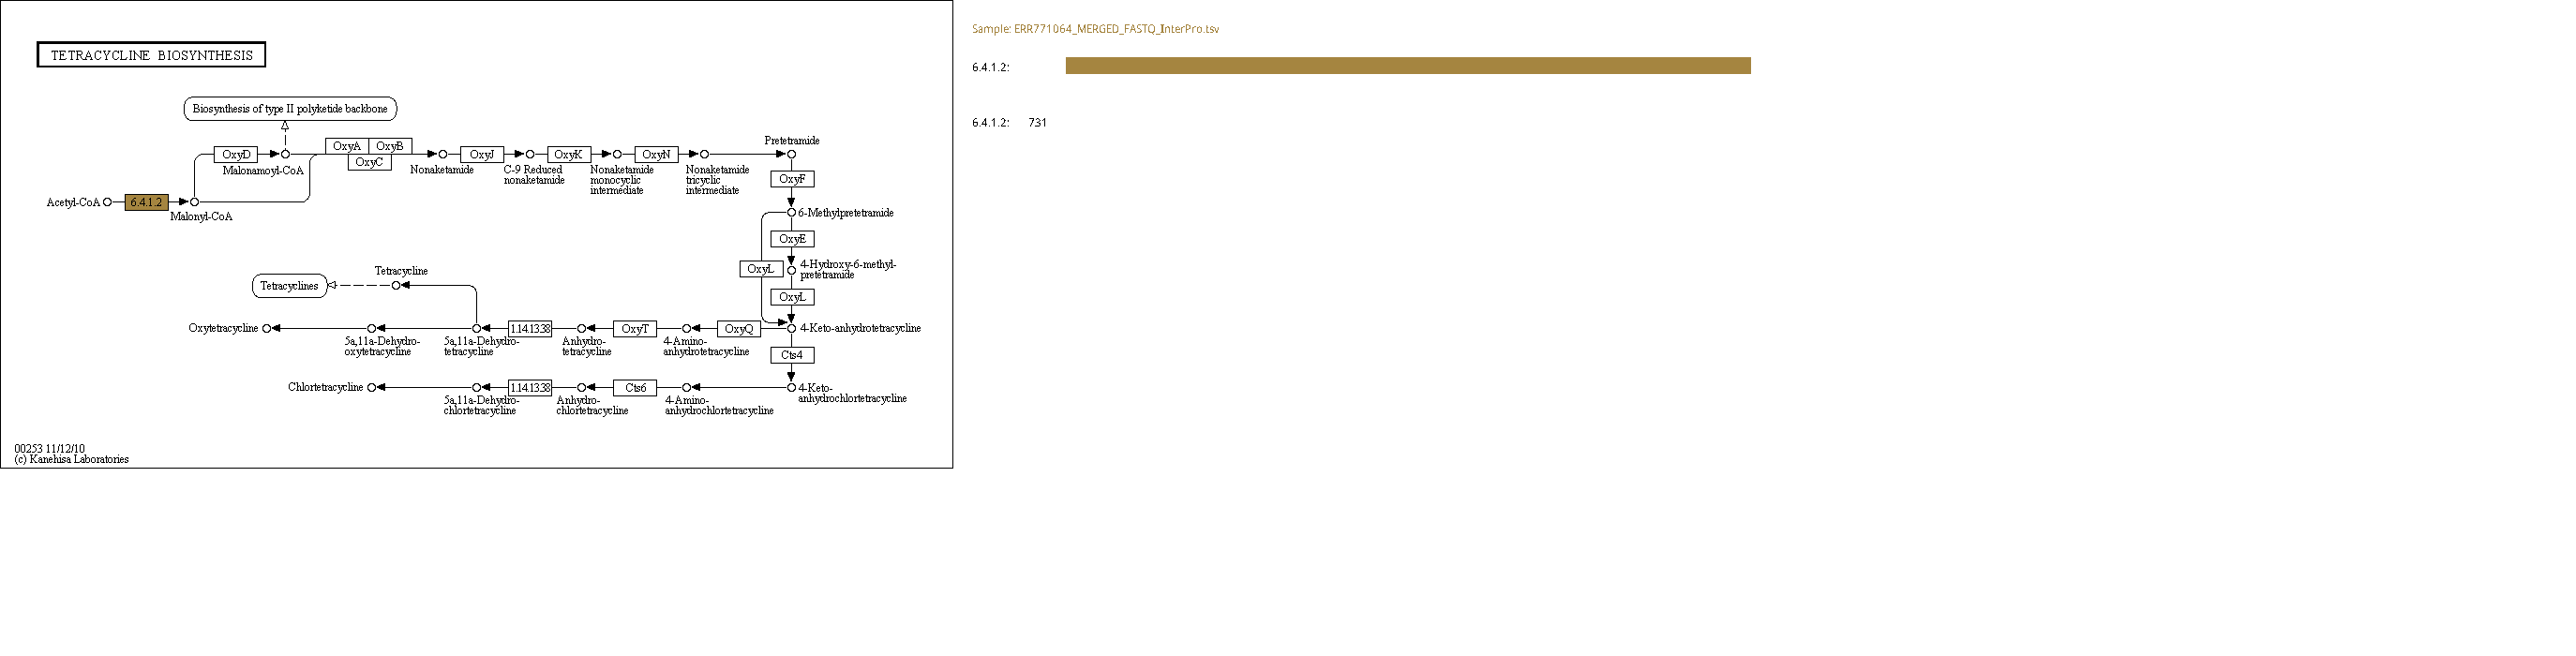 TETRACYCLINE BIOSYNTHESIS
Biosynthesis of type II polyketide backbone
OxyD
Malonamoyl-CoA
OxyA
OxyB
OxyC
Nonaketamide
OxyJ
C-9 Reduced
nonaketamide
OxyK
Nonaketamide
monocyclic
intermediate
OxyN
Nonaketamide
tricyclic
intermediate
Pretetramide
OxyF
Acetyl-CoA
6.4.1.2
Malonyl-CoA
6-Methylpretetramide
OxyE
OxyL
4-Hydroxy-6-methyl-
pretetramide
OxyL
Tetracycline
Tetracyclines
Oxytetracycline
5a,11a-Dehydro-
oxytetracycline
5a,11a-Dehydro-
tetracycline
1.14.13.38
Anhydro-
tetracycline
OxyT
4-Amino-
anhydrotetracycline
OxyQ
4-Keto-anhydrotetracycline
Cts4
Chlortetracycline
5a,11a-Dehydro-
chlortetracycline
1.14.13.38
Anhydro-
chlortetracycline
Cts6
4-Amino-
anhydrochlortetracycline
4-Keto-
anhydrochlortetracycline
00253 11/12/10
(c) Kanehisa Laboratories
Sample: ERR771064_MERGED_FASTQ_InterPro.tsv
6.4.1.2:
6.4.1.2: 731